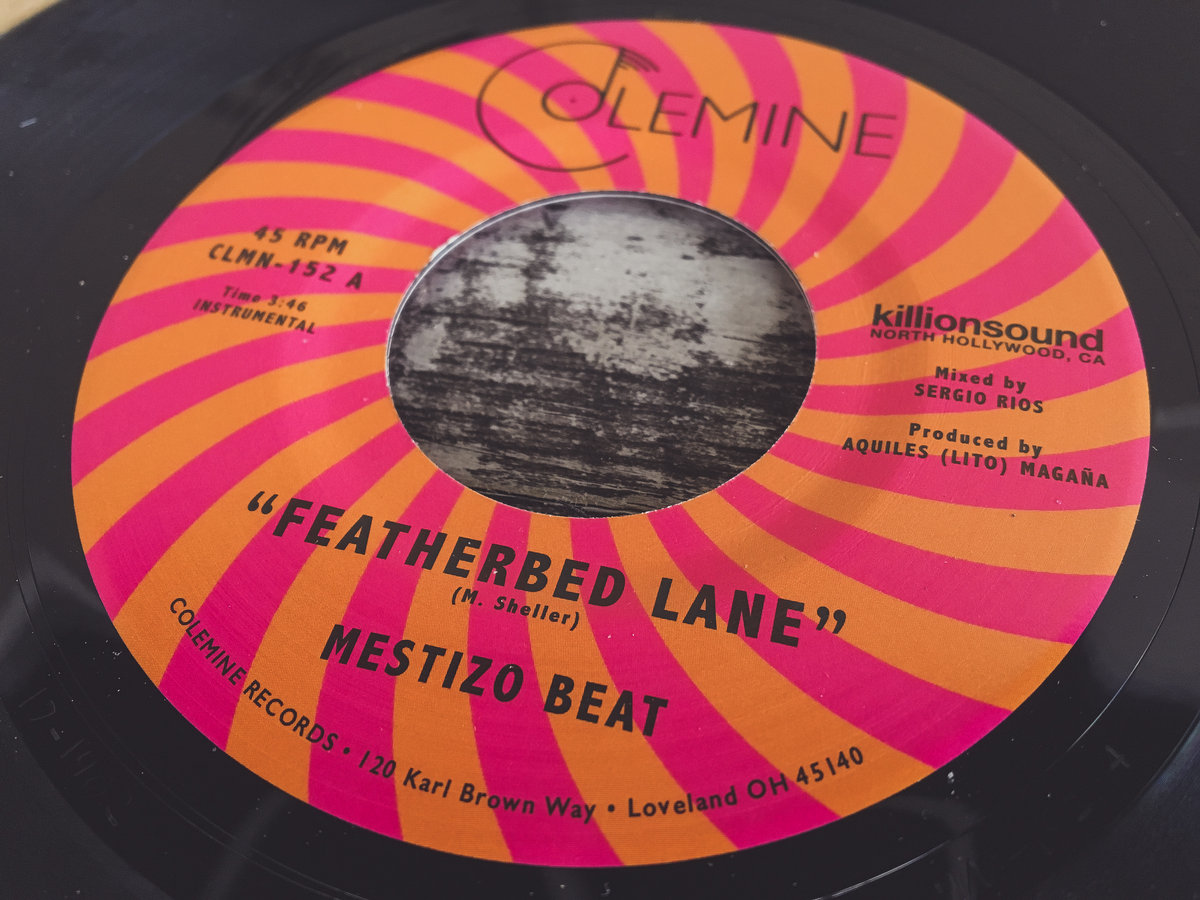 COLEMINE
45 RPM
CLMN-152 A
Time 3:46
INSTRUMENTAL
killionsound
NORTH HOLLYWOOD, CA
Mixed by
SERGIO RIOS
Produced by
AQUILES (LITO) MAGAÑA
“FEATHERBED LANE”
(M. Sheller)
MESTIZO BEAT
COLEMINE RECORDS • 120 Karl Brown Way • Loveland OH 45140